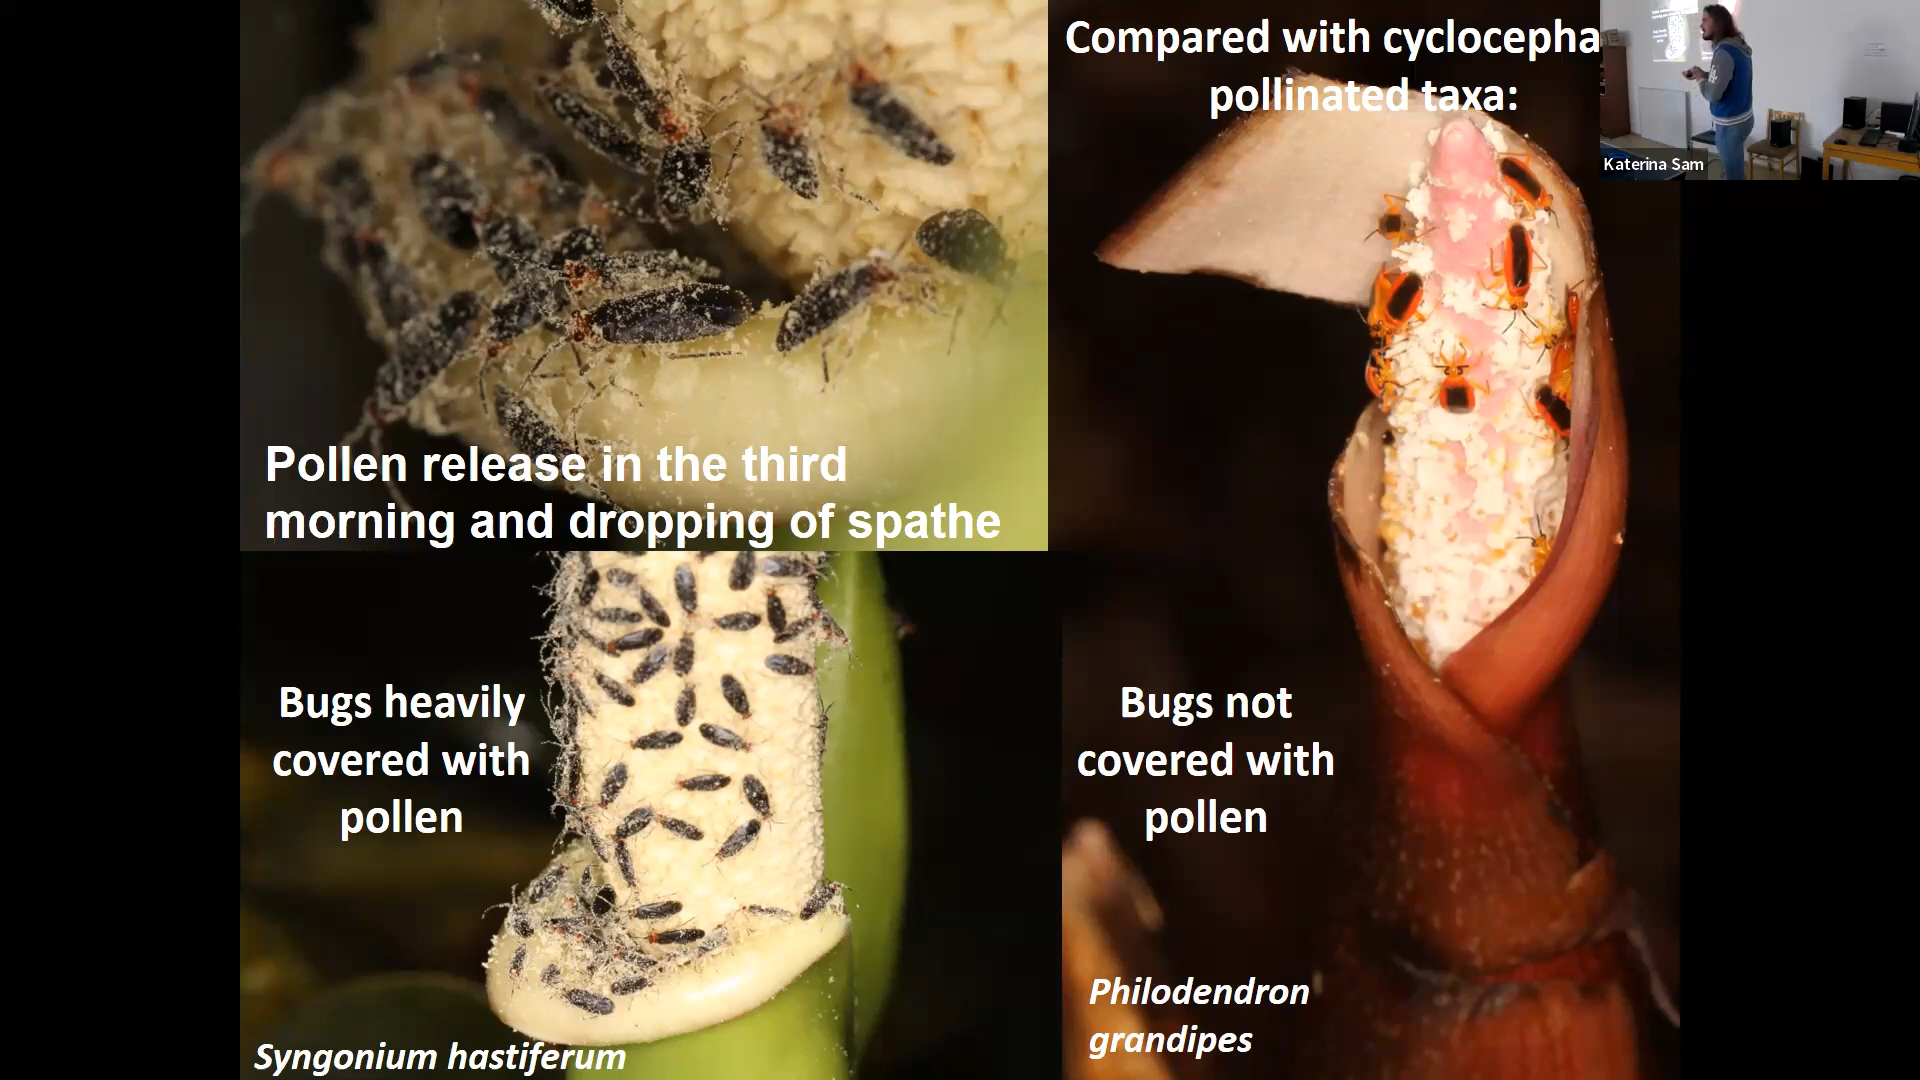 Pollen release in the third
morning and dropping of spathe
Bugs heavily
covered with
pollen
Syngonium hastiferum
Compared with cyclocepha
pollinated taxa:
Bugs not
covered with
pollen
Philodendron
grandipes
Katerina Sam